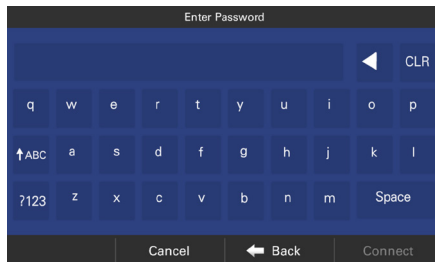 Enter Password
CLR
q w e r t y u i o p
ABC a s d f g h j k l
?123 z x c v b n m Space
Cancel Back Connect